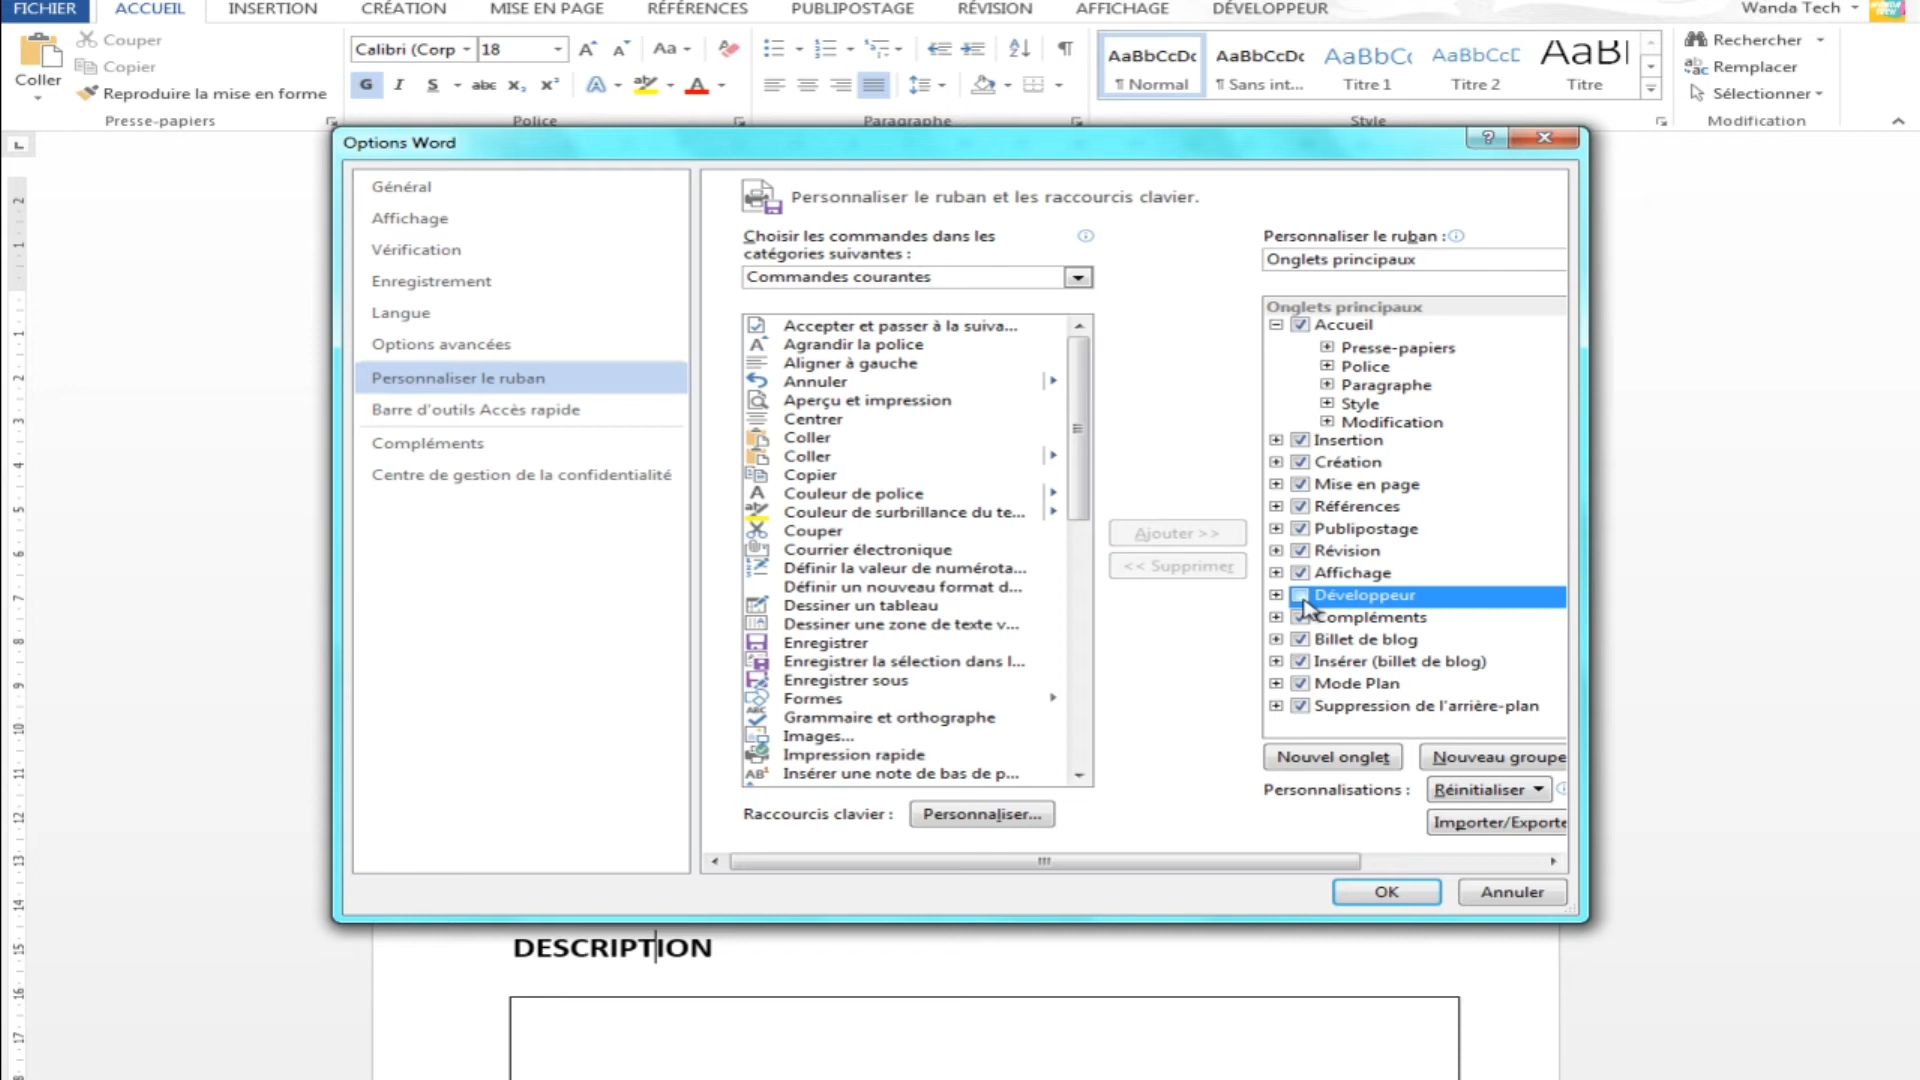 FICHIER ACCUEIL INSERTION CRÉATION MISE EN PAGE RÉFÉRENCES PUBLIPOSTAGE RÉVISION AFFICHAGE DÉVELOPPEUR Wanda Tech
Coller
Couper
Copier
Reproduire la mise en forme
Presse-papiers
Calibri (Corp 18
Aa
G I S abc x₂ x²
Police
Paragraphe
AaBbCcDc AaBbCcDc AaBbCc AaBbCcD AaB
¶ Normal ¶ Sans int... Titre 1 Titre 2 Titre
Style
Rechercher
Remplacer
Sélectionner
Modification
Options Word
Général
Affichage
Vérification
Enregistrement
Langue
Options avancées
Personnaliser le ruban
Barre d'outils Accès rapide
Compléments
Centre de gestion de la confidentialité
Personnaliser le ruban et les raccourcis clavier.
Choisir les commandes dans les
catégories suivantes :
Commandes courantes
Accepter et passer à la suiva...
Agrandir la police
Aligner à gauche
Annuler
Aperçu et impression
Centrer
Coller
Coller
Copier
Couleur de police
Couleur de surbrillance du te...
Couper
Courrier électronique
Définir la valeur de numérota...
Définir un nouveau format d...
Dessiner un tableau
Dessiner une zone de texte v...
Enregistrer
Enregistrer la sélection dans l...
Enregistrer sous
Formes
Grammaire et orthographe
Images...
Impression rapide
Insérer une note de bas de p...
Raccourcis clavier : Personnaliser...
Ajouter >>
<< Supprimer
Personnaliser le ruban :
Onglets principaux
Onglets principaux
Accueil
Presse-papiers
Police
Paragraphe
Style
Modification
Insertion
Création
Mise en page
Références
Publipostage
Révision
Affichage
Développeur
Compléments
Billet de blog
Insérer (billet de blog)
Mode Plan
Suppression de l'arrière-plan
Nouvel onglet Nouveau groupe
Personnalisations : Réinitialiser
Importer/Exporte
OK Annuler
DESCRIPTION